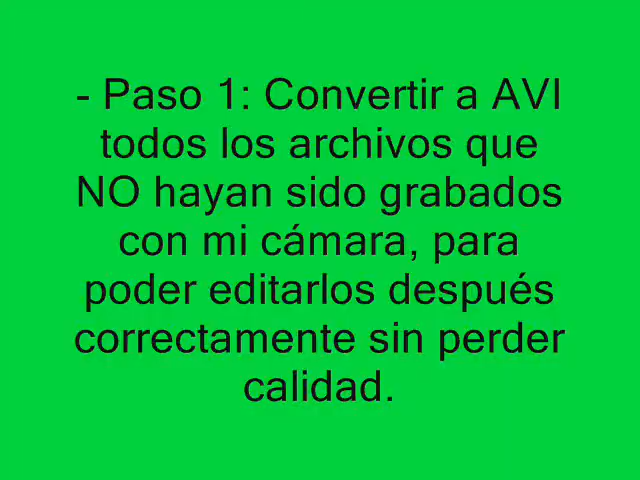 - Paso 1: Convertir a AVI
todos los archivos que
NO hayan sido grabados
con mi cámara, para
poder editarlos después
correctamente sin perder
calidad.